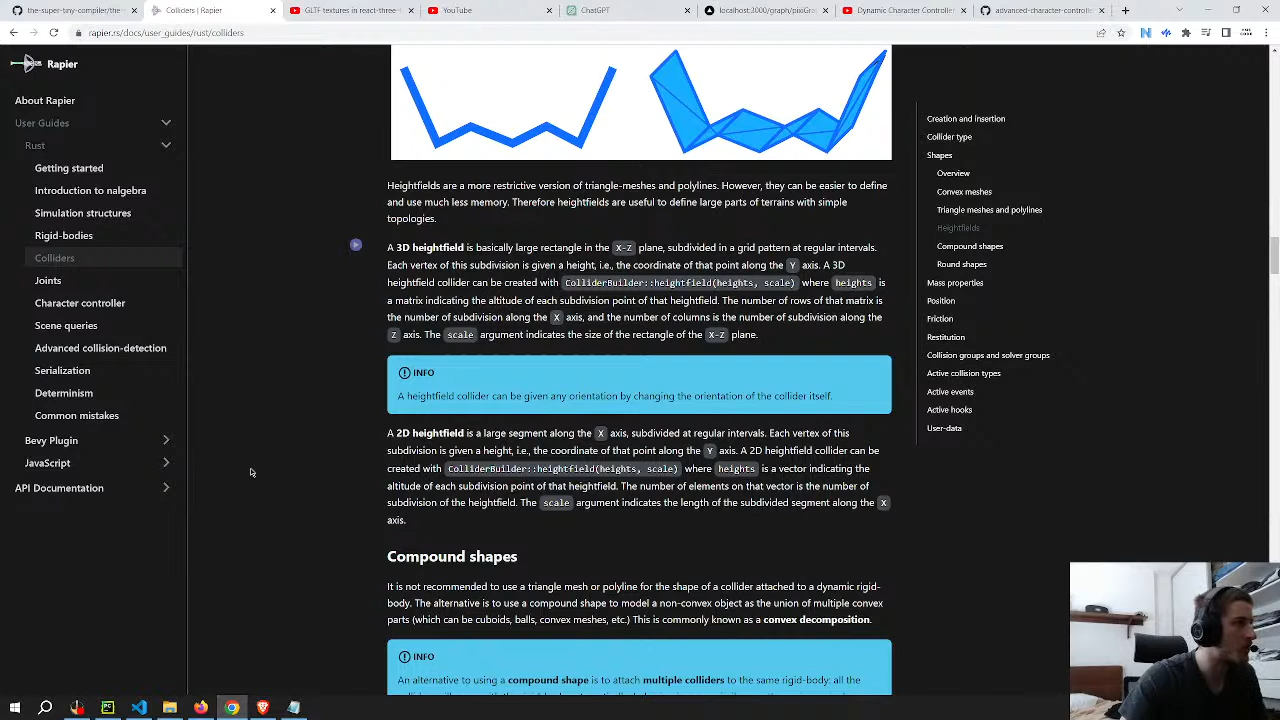 the-super-tiny-compiler/the-
Colliders | Rapier
GLTF textures in react-three-f
YouTube
ChatGPT
localhost:3000/graph/pixiGra
Dynamic Character Controller
advanced-character-controlle
rapier.rs/docs/user_guides/rust/colliders
Rapier
About Rapier
User Guides
Rust
Getting started
Introduction to nalgebra
Simulation structures
Rigid-bodies
Colliders
Joints
Character controller
Scene queries
Advanced collision-detection
Serialization
Determinism
Common mistakes
Bevy Plugin
JavaScript
API Documentation
Heightfields are a more restrictive version of triangle-meshes and polylines. However, they can be easier to define
and use much less memory. Therefore heightfields are useful to define large parts of terrains with simple
topologies.
A 3D heightfield is basically large rectangle in the X-Z plane, subdivided in a grid pattern at regular intervals.
Each vertex of this subdivision is given a height, i.e., the coordinate of that point along the Y axis. A 3D
heightfield collider can be created with ColliderBuilder::heightfield(heights, scale) where heights is
a matrix indicating the altitude of each subdivision point of that heightfield. The number of rows of that matrix is
the number of subdivision along the X axis, and the number of columns is the number of subdivision along the
Z axis. The scale argument indicates the size of the rectangle of the X-Z plane.
INFO
A heightfield collider can be given any orientation by changing the orientation of the collider itself.
A 2D heightfield is a large segment along the X axis, subdivided at regular intervals. Each vertex of this
subdivision is given a height, i.e., the coordinate of that point along the Y axis. A 2D heightfield collider can be
created with ColliderBuilder::heightfield(heights, scale) where heights is a vector indicating the
altitude of each subdivision point of that heightfield. The number of elements on that vector is the number of
subdivision of the heightfield. The scale argument indicates the length of the subdivided segment along the X
axis.
Compound shapes
It is not recommended to use a triangle mesh or polyline for the shape of a collider attached to a dynamic rigid-
body. The alternative is to use a compound shape to model a non-convex object as the union of multiple convex
parts (which can be cuboids, balls, convex meshes, etc.) This is commonly known as a convex decomposition.
INFO
An alternative to using a compound shape is to attach multiple colliders to the same rigid-body: all the
Creation and insertion
Collider type
Shapes
Overview
Convex meshes
Triangle meshes and polylines
Heightfields
Compound shapes
Round shapes
Mass properties
Position
Friction
Restitution
Collision groups and solver groups
Active collision types
Active events
Active hooks
User-data